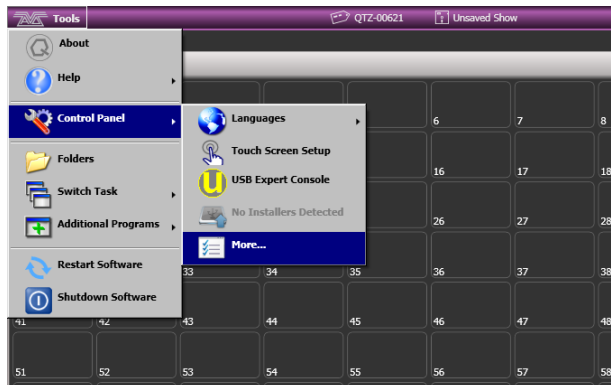 Tools
QTZ-00621
Unsaved Show
About
Help
Control Panel
Folders
Switch Task
Additional Programs
Restart Software
Shutdown Software
Languages
Touch Screen Setup
USB Expert Console
No Installers Detected
More...
6 7 8
16 17 18
26 27 28
33 34 35 36 37 38
41 42 43 44 45 46 47 48
51 52 53 54 55 56 57 58